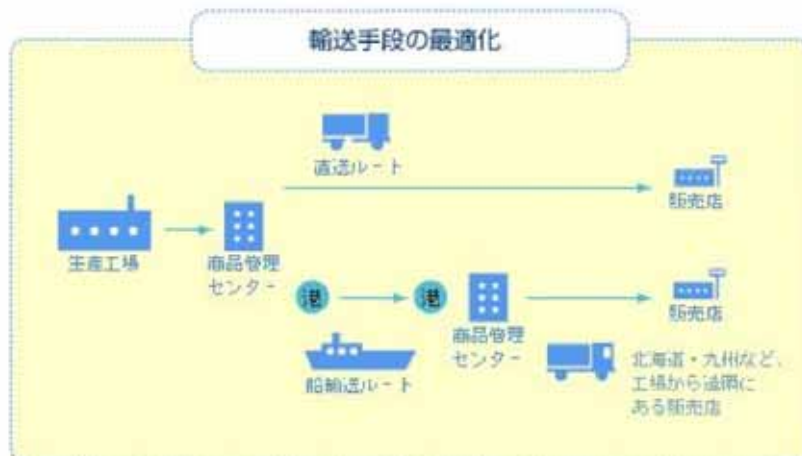 輸送手段の最適化
直送ルート
販売店
生産工場
商品管理
センター
港
港
商品管理
センター
販売店
船輸送ルート
北海道・九州など、
工場から遠隔に
ある販売店